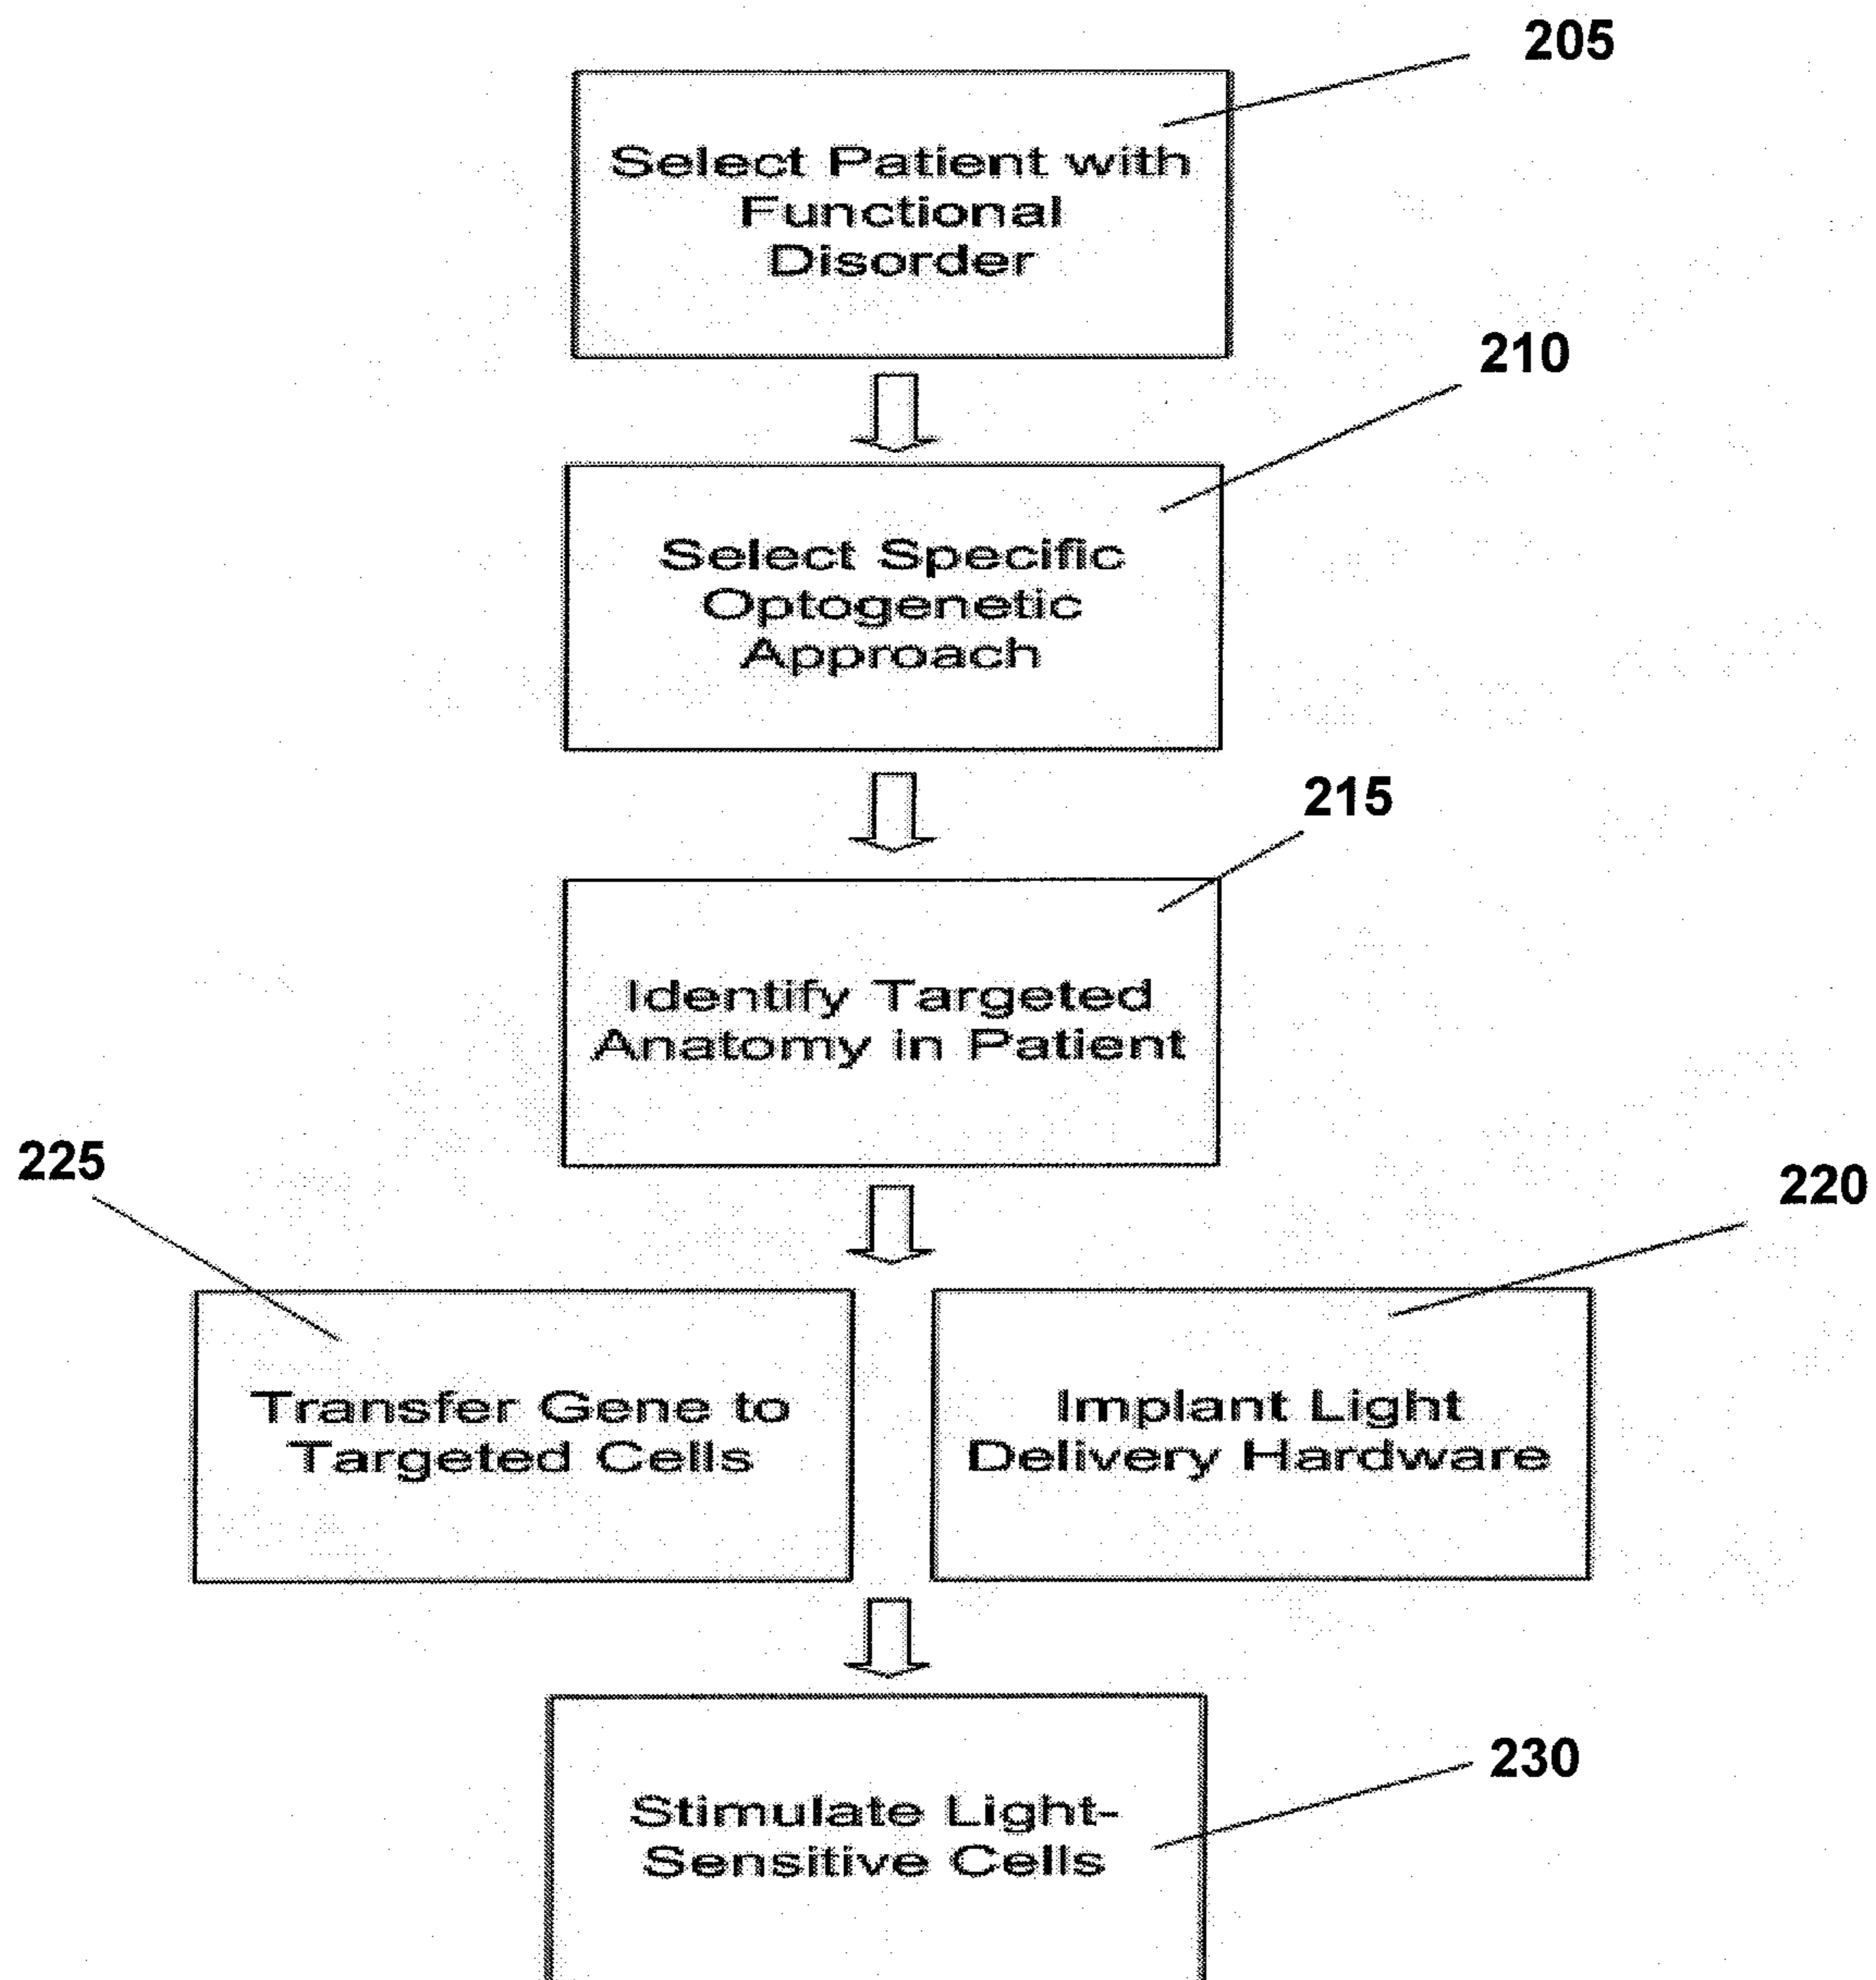 205
Select Patient with
Functional
Disorder
210
Select Specific
Optogenetic
Approach
215
Identify Targeted
Anatomy in Patient
225
220
Transfer Gene to
Targeted Cells
Implant Light
Delivery Hardware
230
Stimulate Light-
Sensitive Cells